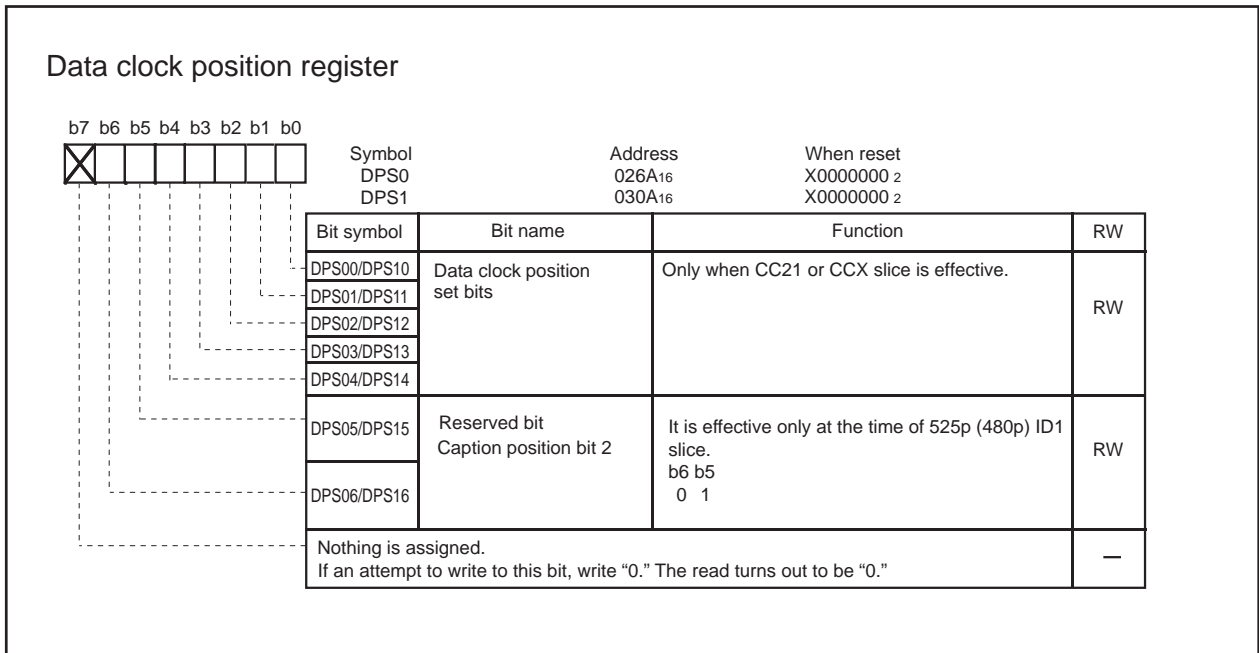 Data clock position register
b7 b6 b5 b4 b3 b2 b1 b0
Symbol Address When reset
DPS0 026A16 X0000000 2
DPS1 030A16 X0000000 2
Bit symbol Bit name Function RW
DPS00/DPS10 Data clock position Only when CC21 or CCX slice is effective.
DPS01/DPS11 set bits
RW
DPS02/DPS12
DPS03/DPS13
DPS04/DPS14
DPS05/DPS15 Reserved bit It is effective only at the time of 525p (480p) ID1
Caption position bit 2 slice.
RW
b6 b5
DPS06/DPS16 0 1
Nothing is assigned.
If an attempt to write to this bit, write “0.” The read turns out to be “0.” —